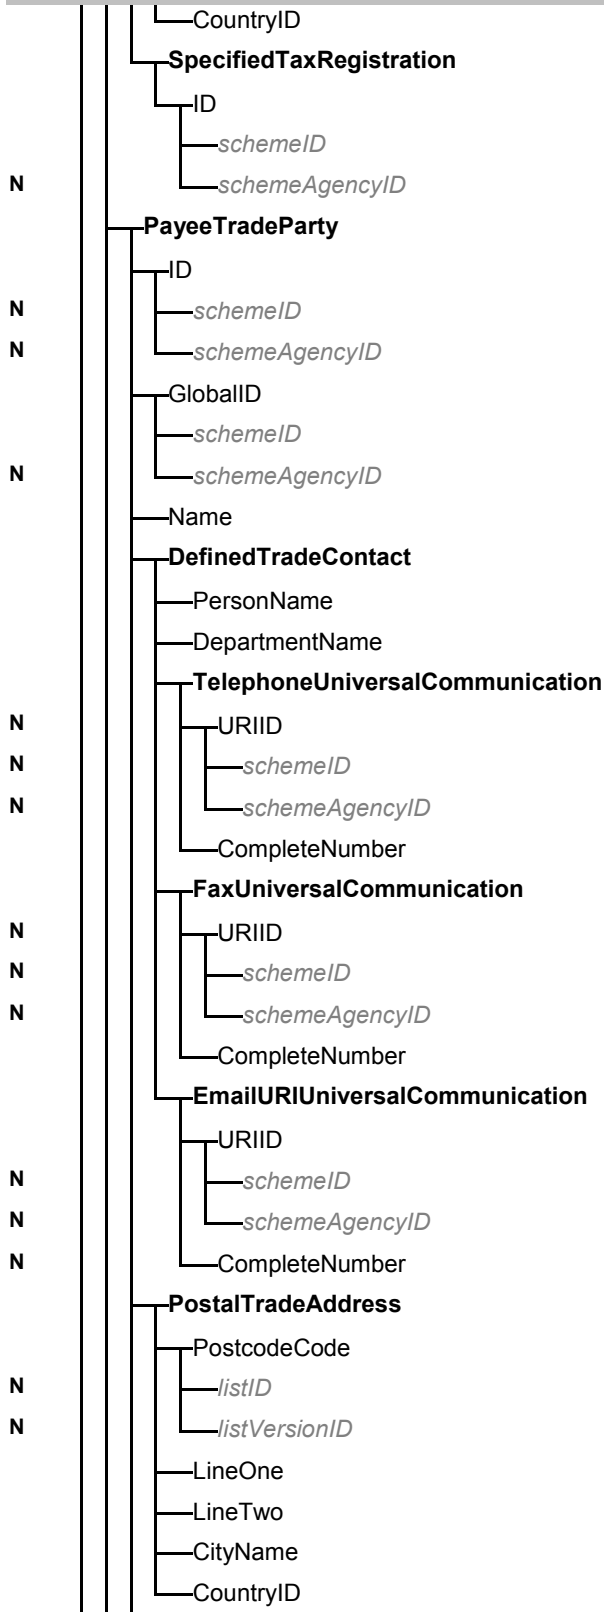 CountryID
SpecifiedTaxRegistration
ID
schemeID
N schemeAgencyID
PayeeTradeParty
ID
N schemeID
N schemeAgencyID
GlobalID
schemeID
N schemeAgencyID
Name
DefinedTradeContact
PersonName
DepartmentName
TelephoneUniversalCommunication
N URIID
N schemeID
N schemeAgencyID
CompleteNumber
FaxUniversalCommunication
N URIID
N schemeID
N schemeAgencyID
CompleteNumber
EmailURIUniversalCommunication
URIID
N schemeID
N schemeAgencyID
N CompleteNumber
PostalTradeAddress
PostcodeCode
N listID
N listVersionID
LineOne
LineTwo
CityName
CountryID